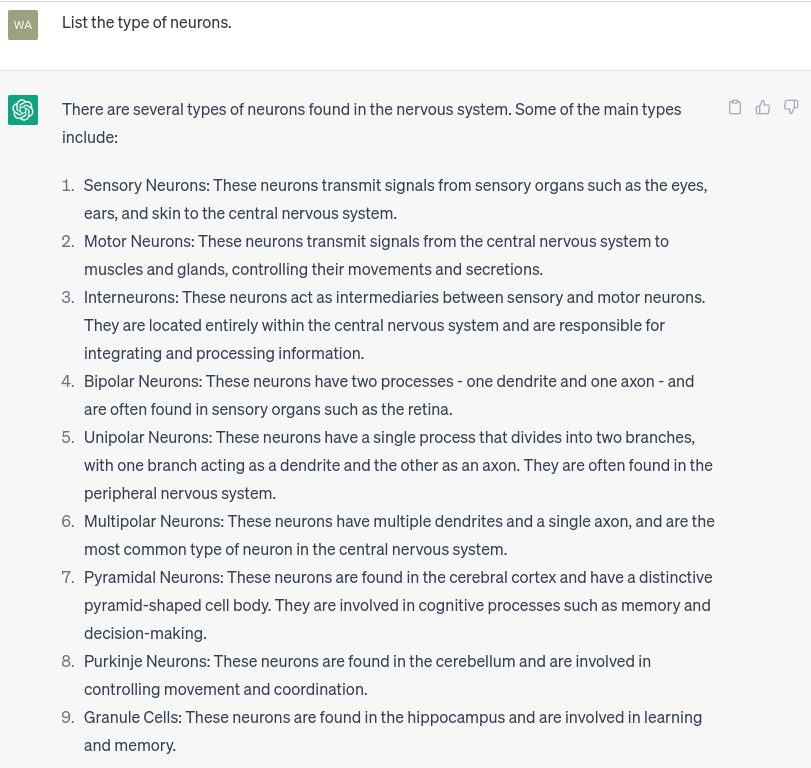 WA
List the type of neurons.
There are several types of neurons found in the nervous system. Some of the main types
include:
1. Sensory Neurons: These neurons transmit signals from sensory organs such as the eyes,
ears, and skin to the central nervous system.
2. Motor Neurons: These neurons transmit signals from the central nervous system to
muscles and glands, controlling their movements and secretions.
3. Interneurons: These neurons act as intermediaries between sensory and motor neurons.
They are located entirely within the central nervous system and are responsible for
integrating and processing information.
4. Bipolar Neurons: These neurons have two processes - one dendrite and one axon - and
are often found in sensory organs such as the retina.
5. Unipolar Neurons: These neurons have a single process that divides into two branches,
with one branch acting as a dendrite and the other as an axon. They are often found in the
peripheral nervous system.
6. Multipolar Neurons: These neurons have multiple dendrites and a single axon, and are the
most common type of neuron in the central nervous system.
7. Pyramidal Neurons: These neurons are found in the cerebral cortex and have a distinctive
pyramid-shaped cell body. They are involved in cognitive processes such as memory and
decision-making.
8. Purkinje Neurons: These neurons are found in the cerebellum and are involved in
controlling movement and coordination.
9. Granule Cells: These neurons are found in the hippocampus and are involved in learning
and memory.